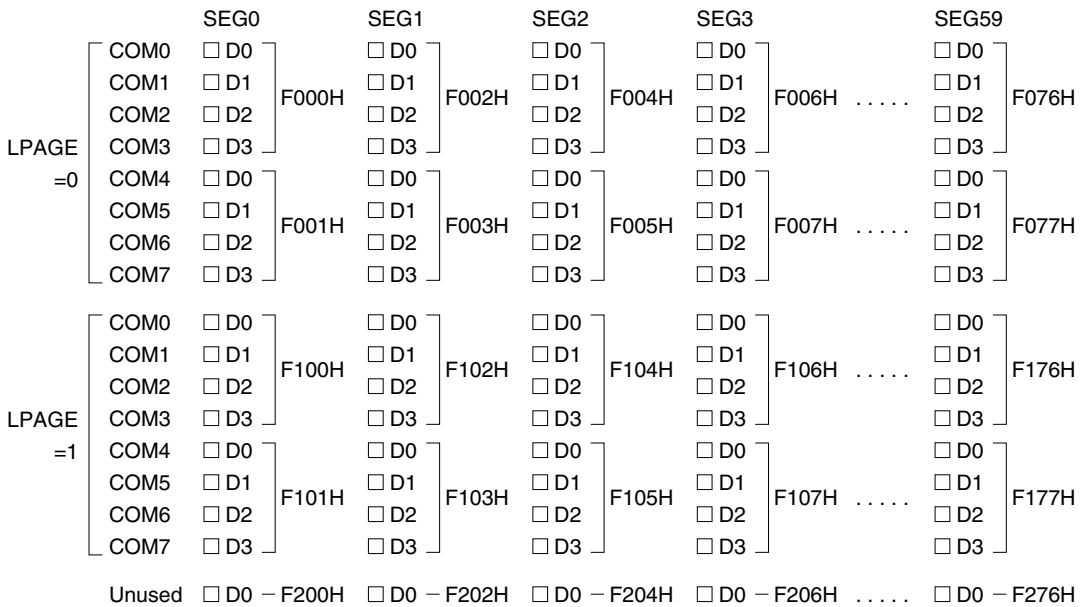 SEG0 SEG1 SEG2 SEG3 SEG59
COM0 □ D0 □ D0 □ D0 □ D0 □ D0
COM1 □ D1 □ D1 □ D1 □ D1 □ D1
F000H F002H F004H F006H ..... F076H
COM2 □ D2 □ D2 □ D2 □ D2 □ D2
LPAGE COM3 □ D3 □ D3 □ D3 □ D3 □ D3
=0 COM4 □ D0 □ D0 □ D0 □ D0 □ D0
COM5 □ D1 □ D1 □ D1 □ D1 □ D1
F001H F003H F005H F007H ..... F077H
COM6 □ D2 □ D2 □ D2 □ D2 □ D2
COM7 □ D3 □ D3 □ D3 □ D3 □ D3
COM0 □ D0 □ D0 □ D0 □ D0 □ D0
COM1 □ D1 □ D1 □ D1 □ D1 □ D1
F100H F102H F104H F106H ..... F176H
COM2 □ D2 □ D2 □ D2 □ D2 □ D2
LPAGE COM3 □ D3 □ D3 □ D3 □ D3 □ D3
=1 COM4 □ D0 □ D0 □ D0 □ D0 □ D0
COM5 □ D1 □ D1 □ D1 □ D1 □ D1
F101H F103H F105H F107H ..... F177H
COM6 □ D2 □ D2 □ D2 □ D2 □ D2
COM7 □ D3 □ D3 □ D3 □ D3 □ D3
Unused □ D0 – F200H □ D0 – F202H □ D0 – F204H □ D0 – F206H ..... □ D0 – F276H